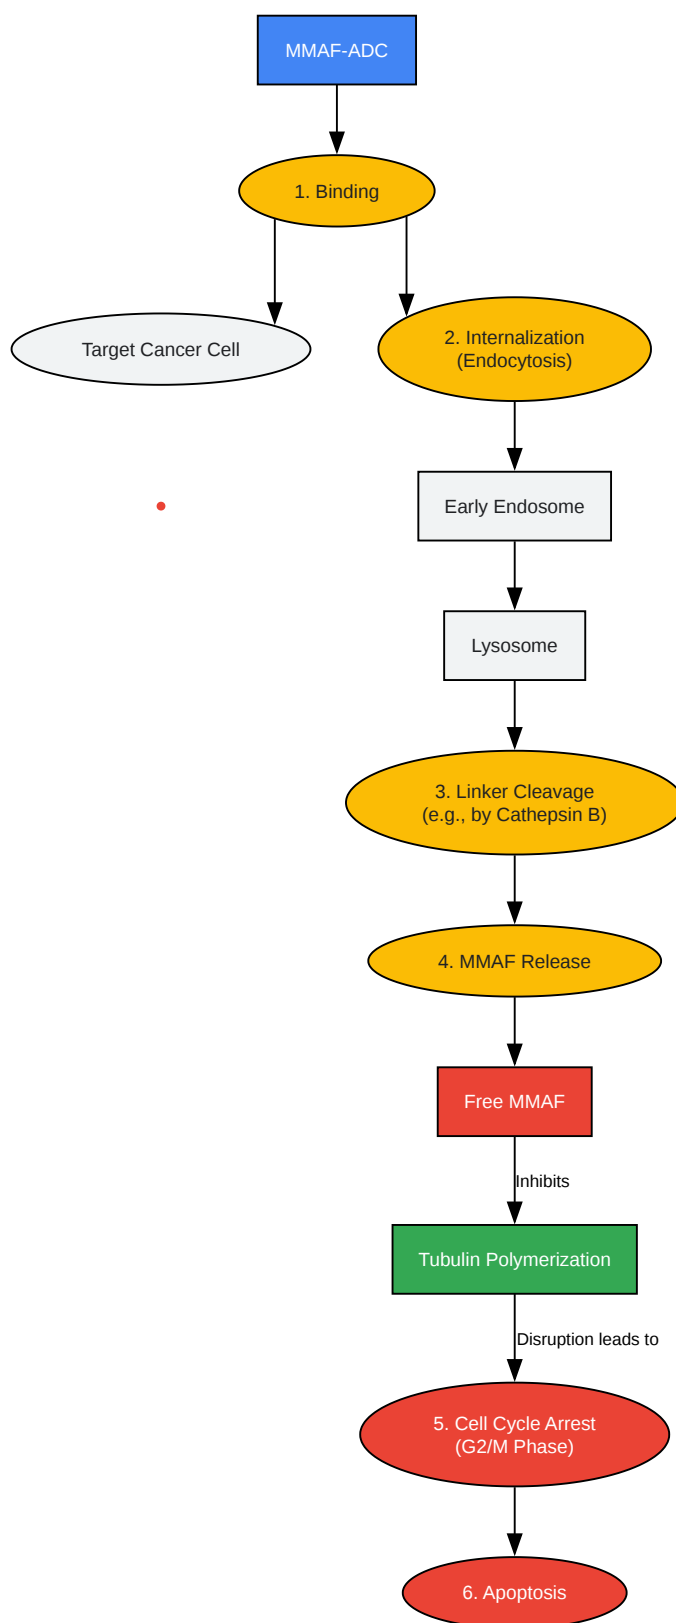 MMAF-ADC
1. Binding
Target Cancer Cell
2. Internalization
(Endocytosis)
Early Endosome
Lysosome
3. Linker Cleavage
(e.g., by Cathepsin B)
4. MMAF Release
Free MMAF
Inhibits
Tubulin Polymerization
Disruption leads to
5. Cell Cycle Arrest
(G2/M Phase)
6. Apoptosis